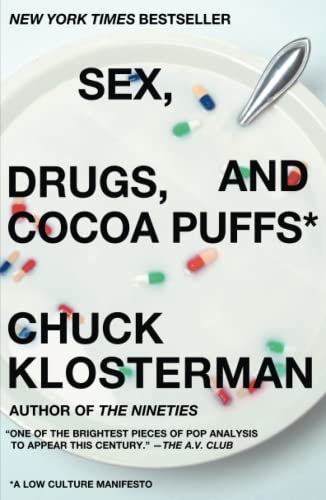 NEW YORK TIMES BESTSELLER
SEX,
DRUGS, AND
COCOA PUFFS*
CHUCK
KLOSTERMAN
AUTHOR OF THE NINETIES
“ONE OF THE BRIGHTEST PIECES OF POP ANALYSIS
TO APPEAR THIS CENTURY.” —THE A.V. CLUB
*A LOW CULTURE MANIFESTO